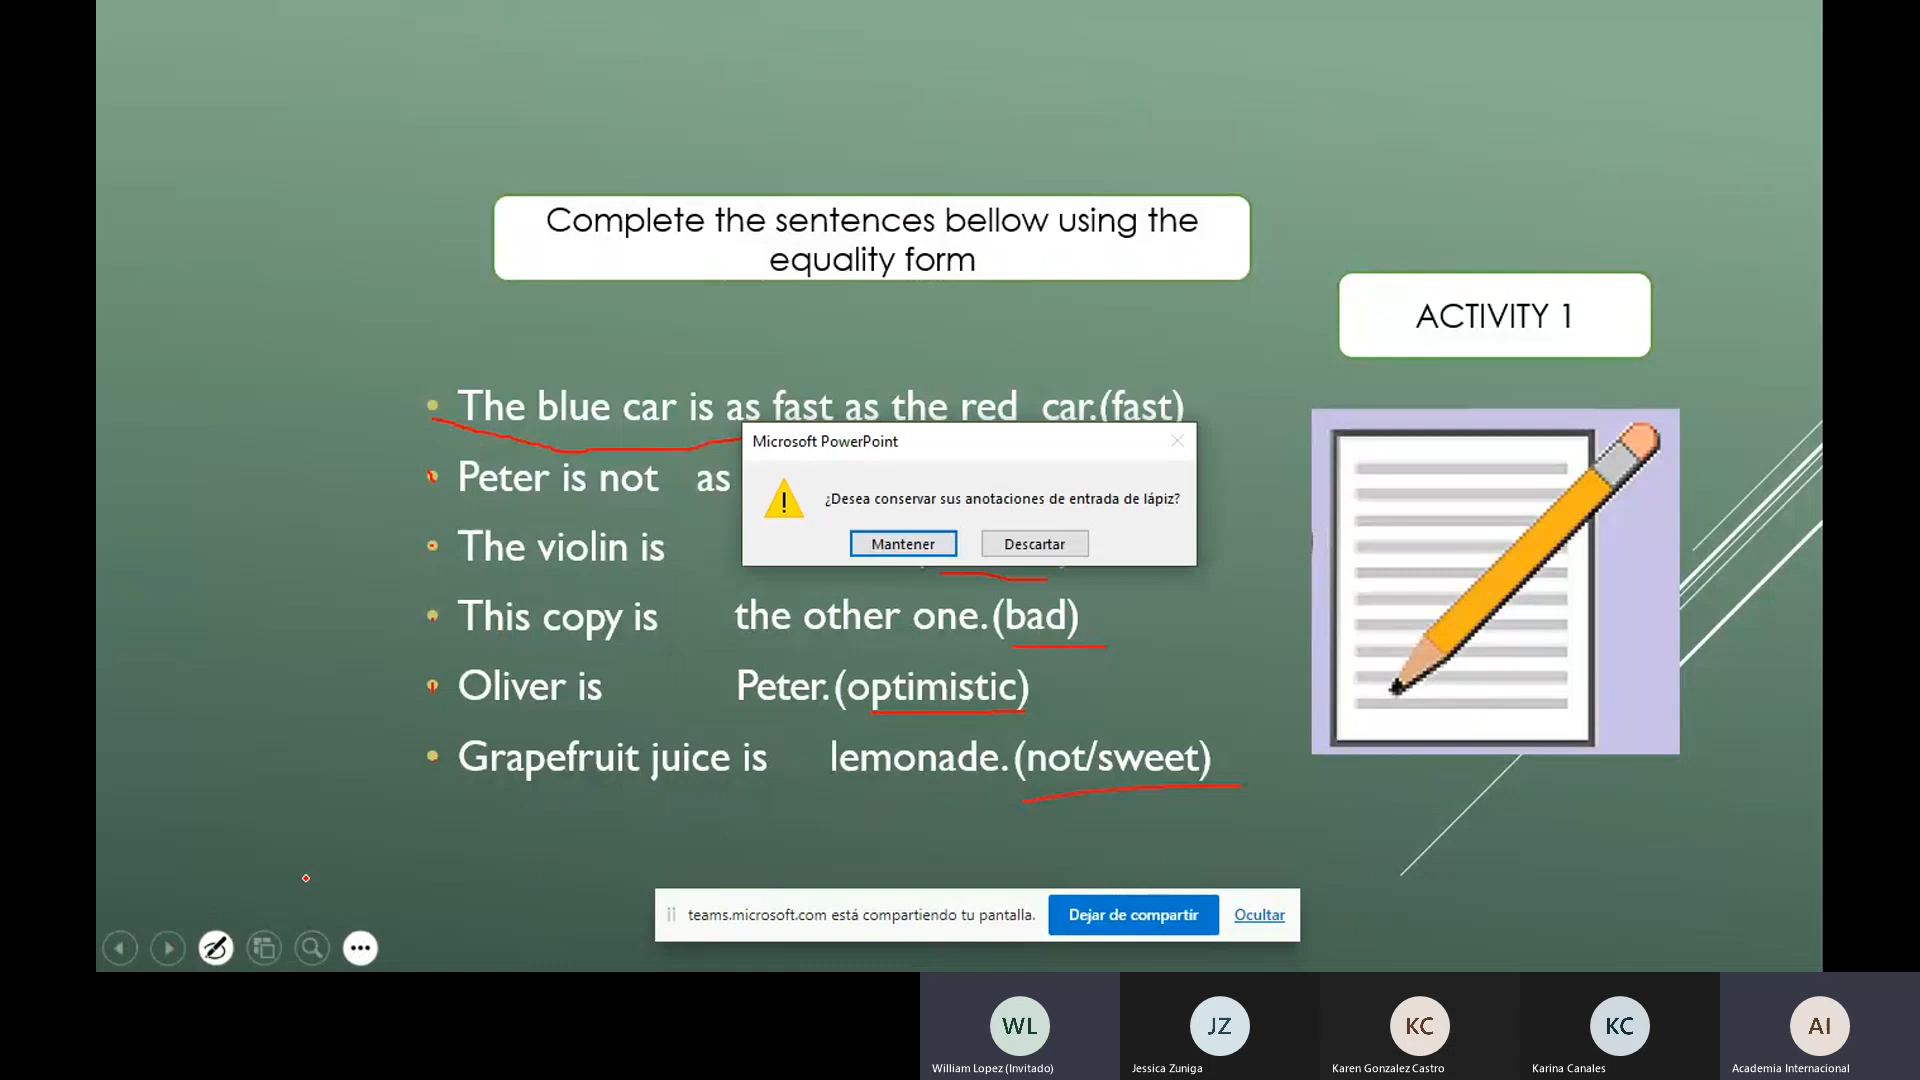 Complete the sentences bellow using the
equality form
ACTIVITY 1
• The blue car is as fast as the red car.(fast)
• Peter is not as
• The violin is
• This copy is the other one.(bad)
• Oliver is Peter.(optimistic)
• Grapefruit juice is lemonade.(not/sweet)
Microsoft PowerPoint
¿Desea conservar sus anotaciones de entrada de lápiz?
Mantener Descartar
teams.microsoft.com está compartiendo tu pantalla. Dejar de compartir Ocultar
WL JZ KC KC AI
William Lopez (Invitado) Jessica Zuniga Karen Gonzalez Castro Karina Canales Academia Internacional